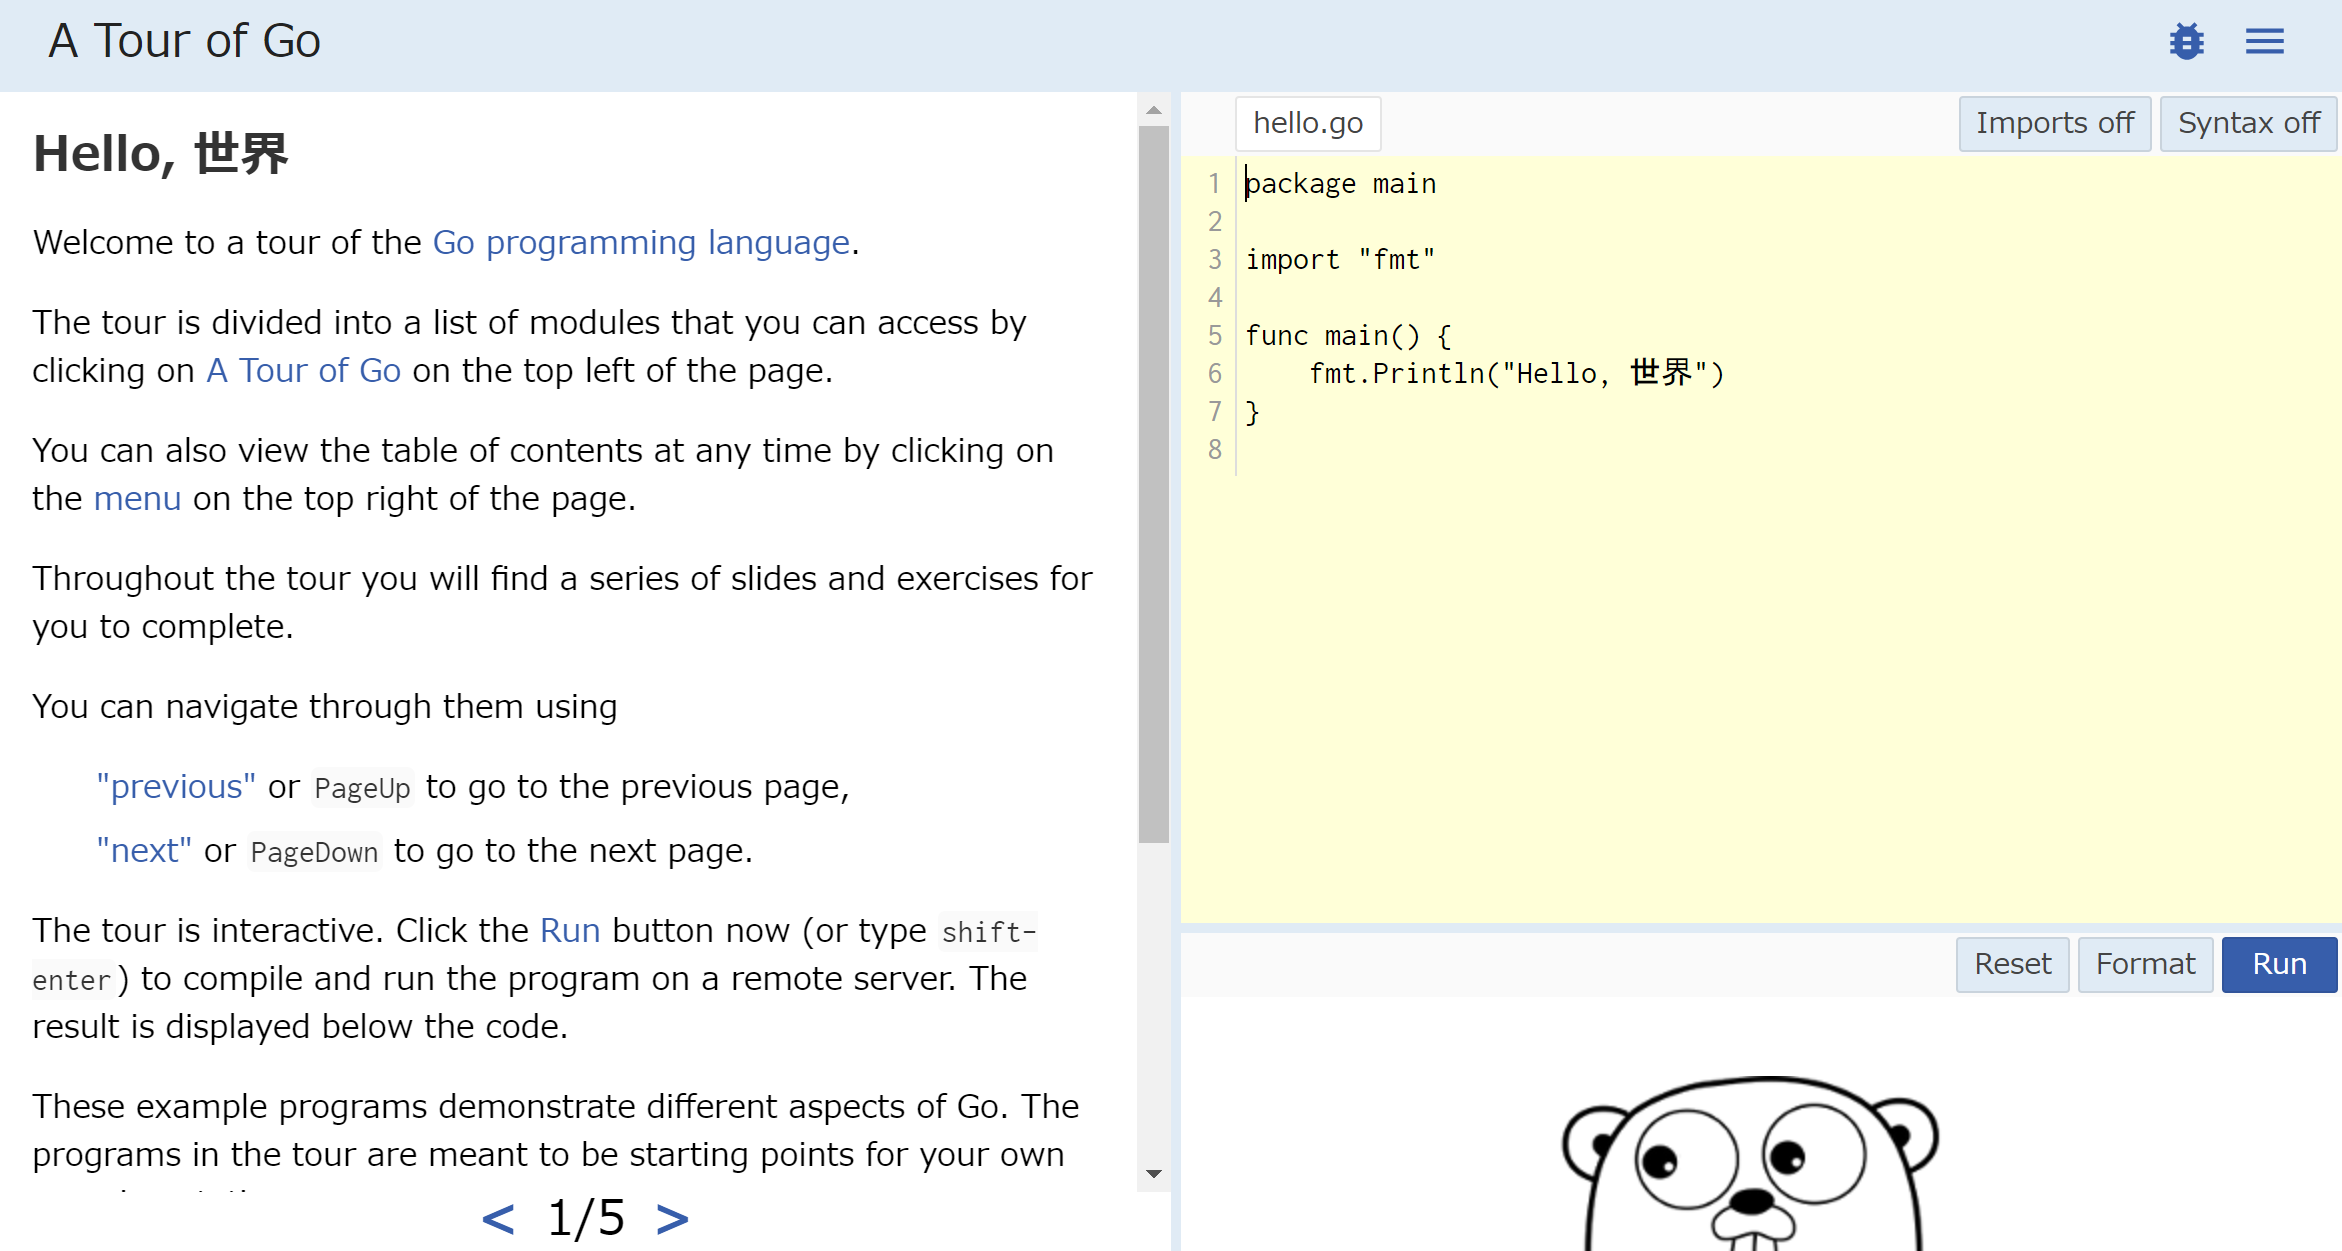 A Tour of Go
Hello, 世界
Welcome to a tour of the Go programming language.
The tour is divided into a list of modules that you can access by
clicking on A Tour of Go on the top left of the page.
You can also view the table of contents at any time by clicking on
the menu on the top right of the page.
Throughout the tour you will find a series of slides and exercises for
you to complete.
You can navigate through them using
"previous" or PageUp to go to the previous page,
"next" or PageDown to go to the next page.
The tour is interactive. Click the Run button now (or type shift-
enter) to compile and run the program on a remote server. The
result is displayed below the code.
These example programs demonstrate different aspects of Go. The
programs in the tour are meant to be starting points for your own
< 1/5 >
hello.go
Imports off
Syntax off
1 package main
2
3 import "fmt"
4
5 func main() {
6     fmt.Println("Hello, 世界")
7 }
8
Reset
Format
Run